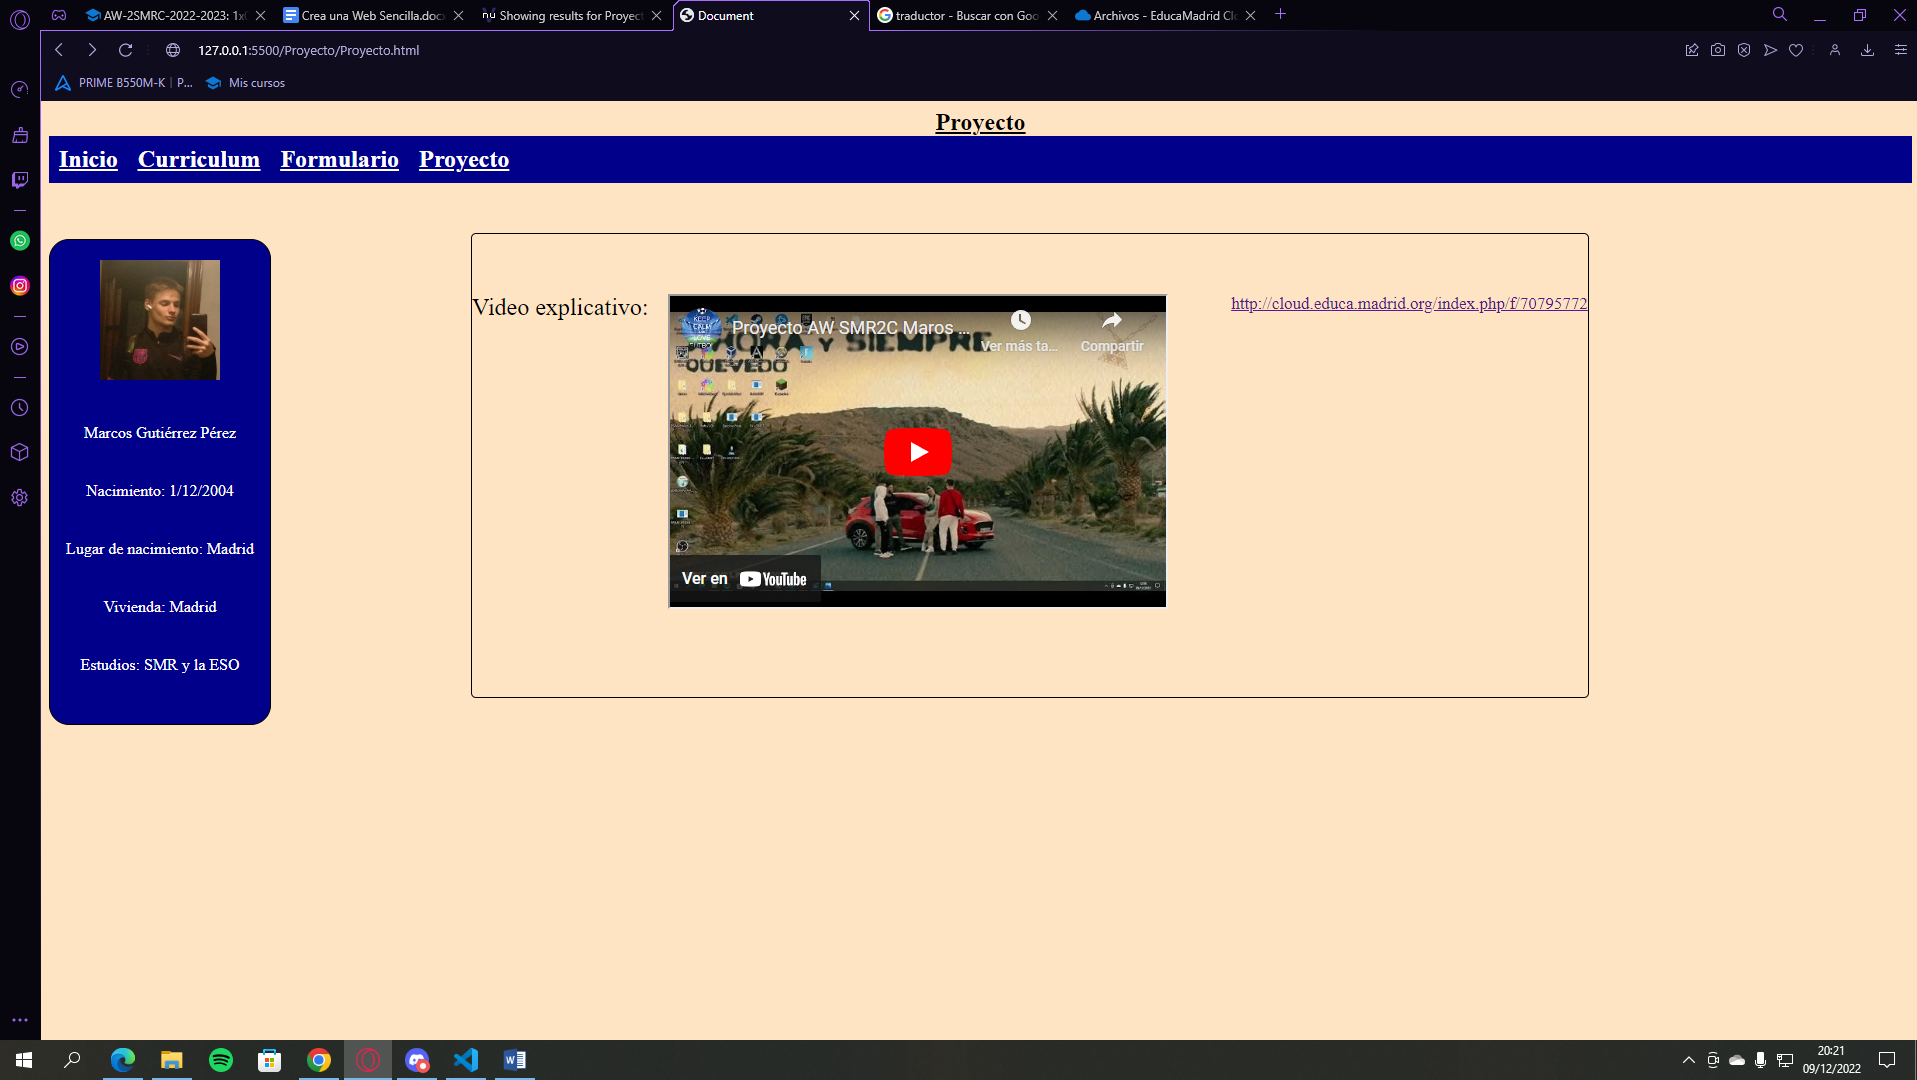 AW-2SMRC-2022-2023: 1x
Crea una Web Sencilla.docx
Showing results for Proyect
Document
traductor - Buscar con Goo
Archivos - EducaMadrid Cl
127.0.0.1:5500/Proyecto/Proyecto.html
PRIME B550M-K | P...
Mis cursos
Proyecto
Inicio Curriculum Formulario Proyecto
Marcos Gutiérrez Pérez
Nacimiento: 1/12/2004
Lugar de nacimiento: Madrid
Vivienda: Madrid
Estudios: SMR y la ESO
Video explicativo:
Proyecto AW SMR2C Maros ...
Ver más ta...
Compartir
Y SIEMPRE
QUEVEDO
Ver en YouTube
http://cloud.educa.madrid.org/index.php/f/70795772
20:21
09/12/2022